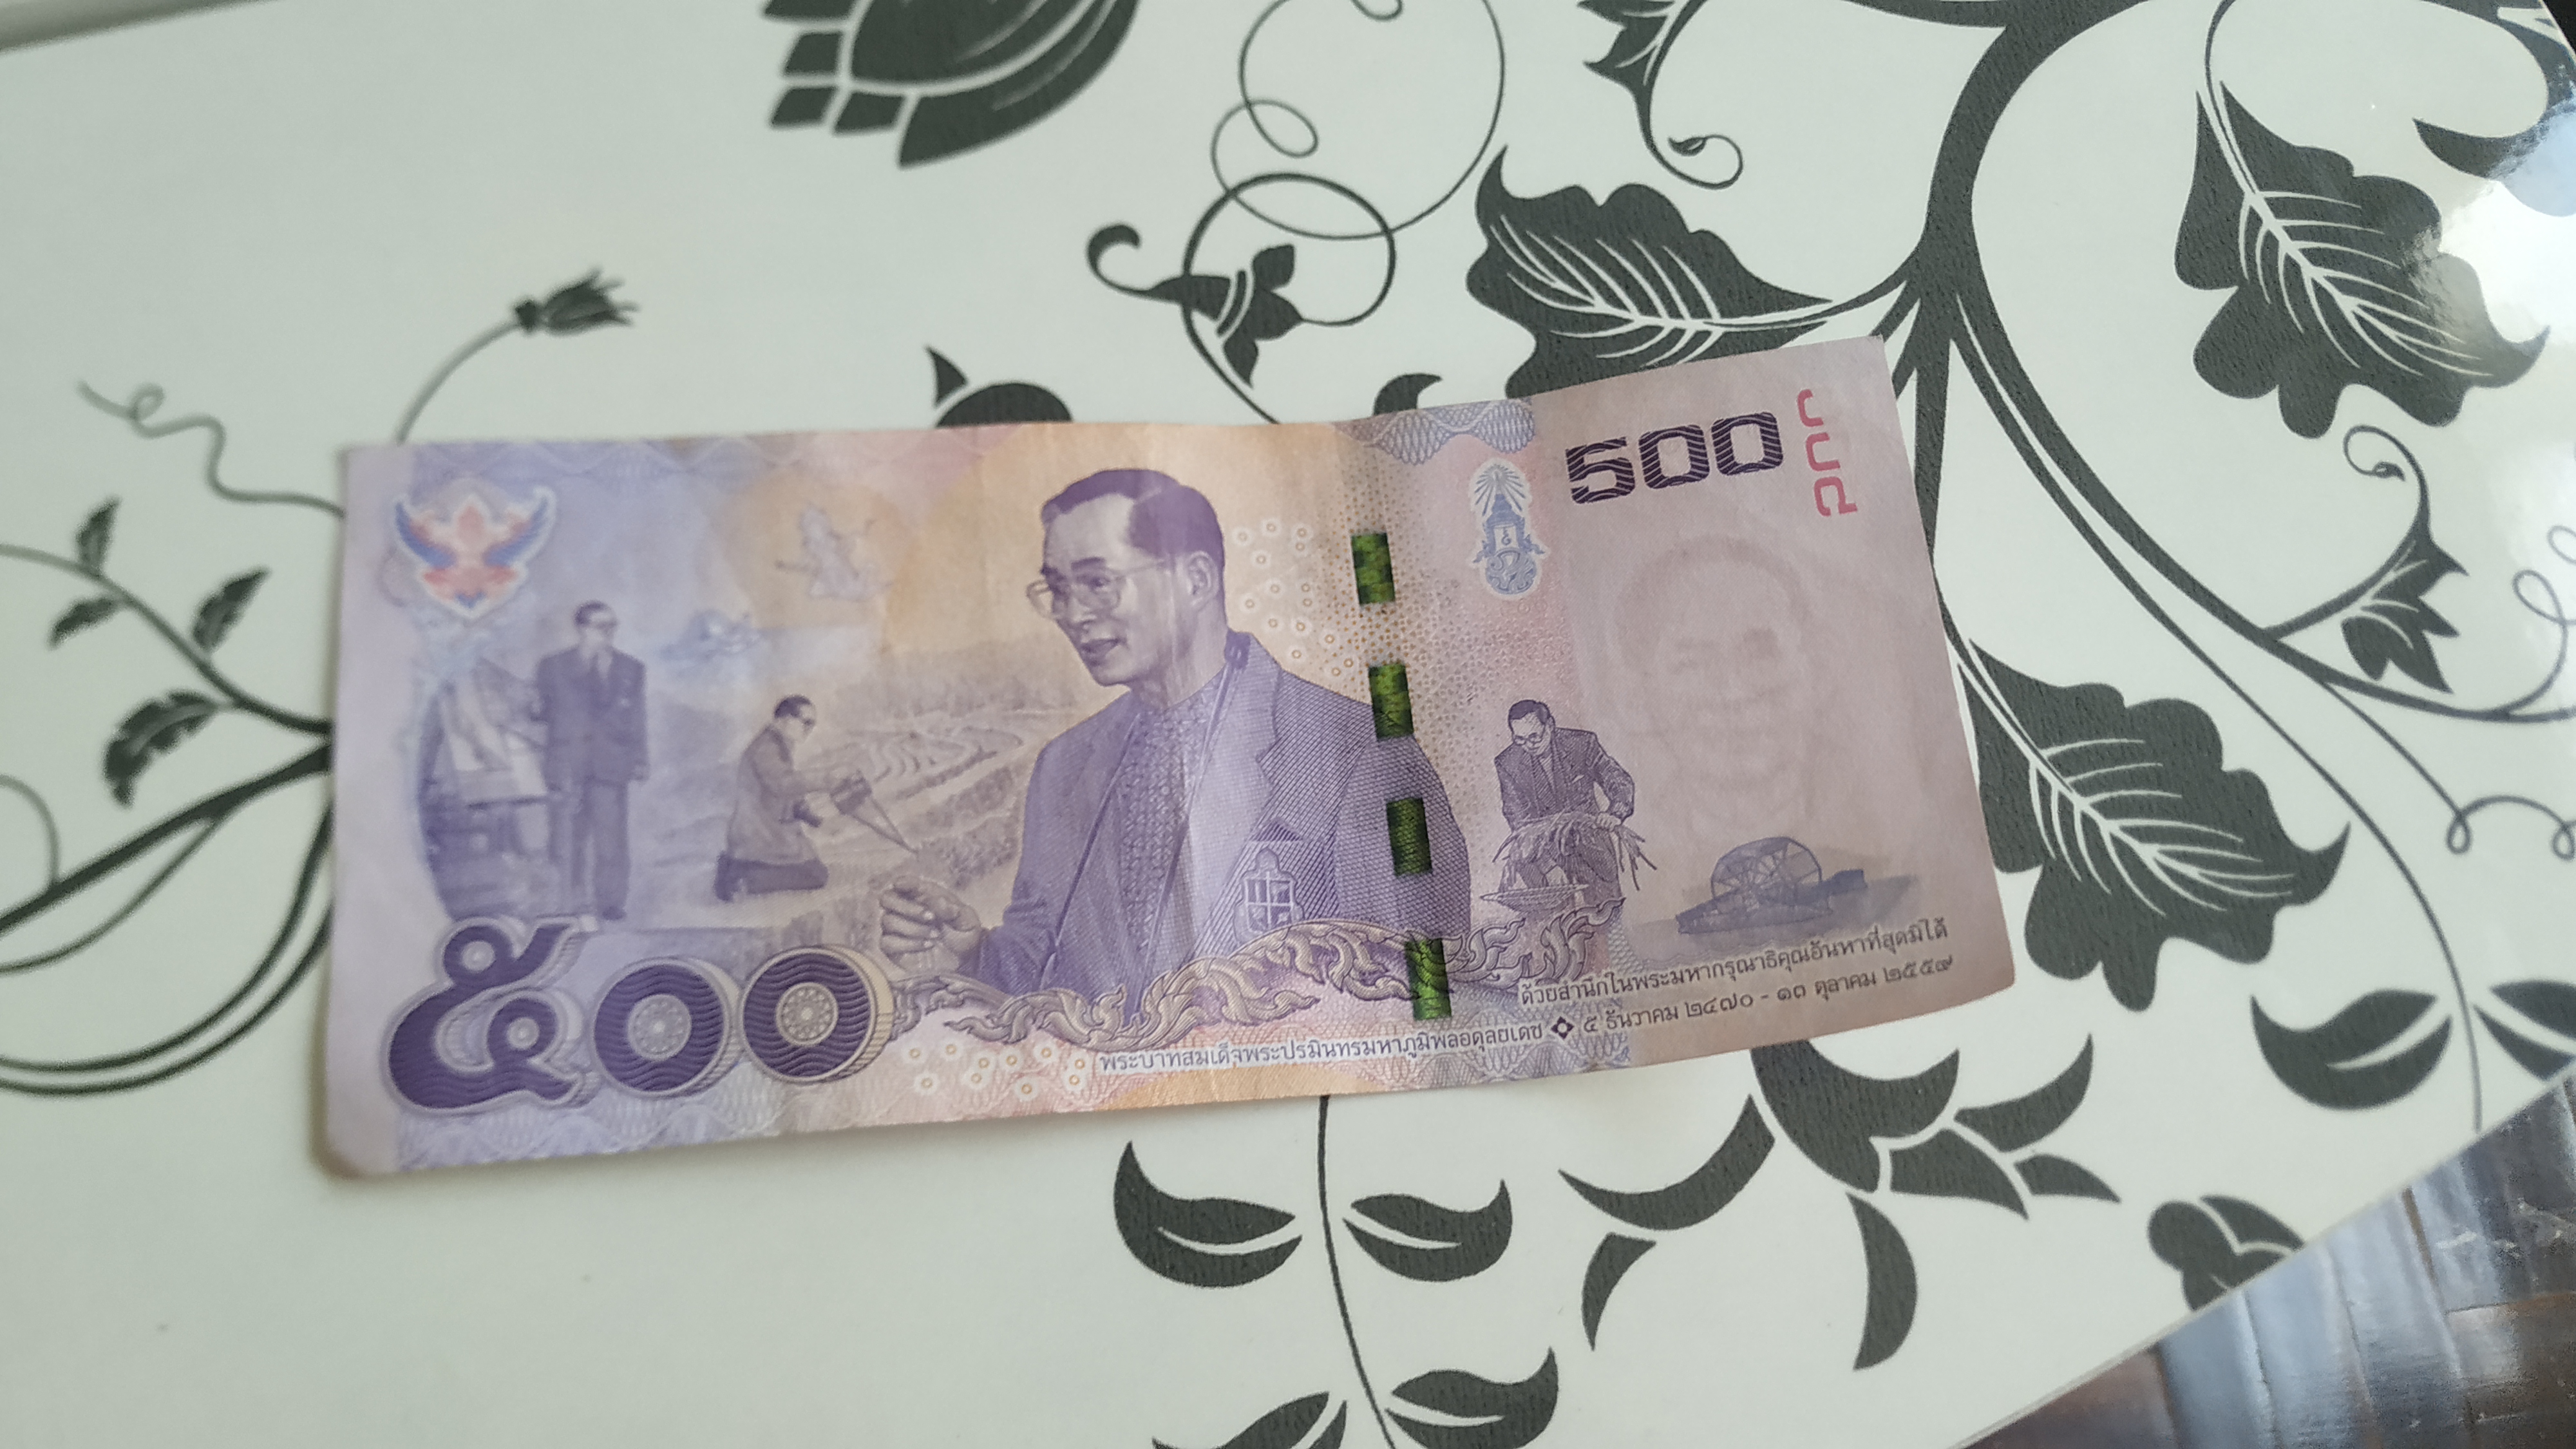 500
๕๐๐
ด้วยสำนึกในพระมหากรุณาธิคุณอันหาที่สุดมิได้
พระบาทสมเด็จพระปรมินทรมหาภูมิพลอดุลยเดช ๕ ธันวาคม ๒๔๗๐ - ๑๓ ตุลาคม ๒๕๕๙